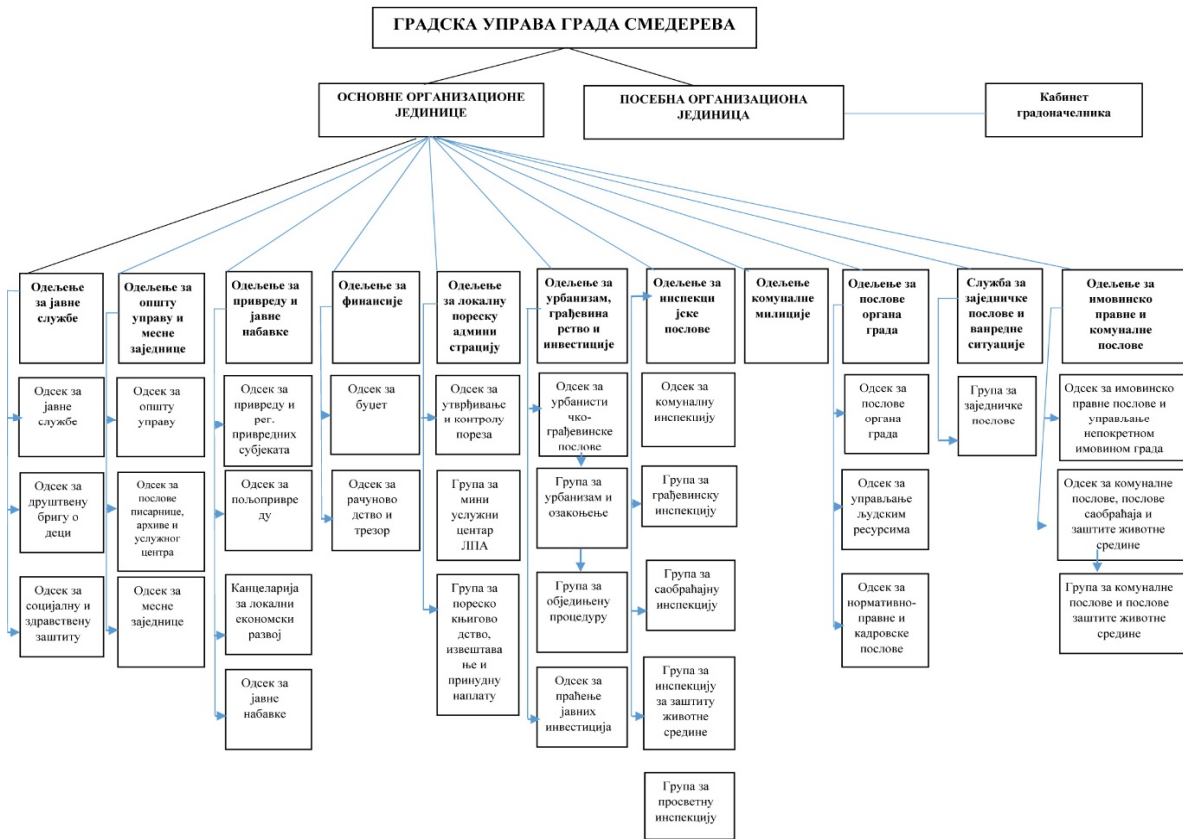 ГРАДСКА УПРАВА ГРАДА СМЕДЕРЕВА
ОСНОВНЕ ОРГАНИЗАЦИОНЕ
ЈЕДИНИЦЕ
ПОСЕБНА ОРГАНИЗАЦИОНА
ЈЕДИНИЦА
Кабинет
градоначелника
Одељење
за јавне
службе
Одељење за
општу
управу и
месне
заједнице
Одељење за
привреду и
јавне
набавке
Одељење за
финансије
Одељење
за локалну
пореску
админи
страцију
Одељење за
урбанизам,
грађевина
рство и
инвестиције
Одељење за
инспекци
јске
послове
Одељење
комуналне
милиције
Одељење за
послове
органа
града
Служба за
заједничке
послове и
ванредне
ситуације
Одељење за
имовинско
правне и
комуналне
послове
Одсек за
јавне
службе
Одсек за
друштвену
бригу о
деци
Одсек за
социјалну и
здравствену
заштиту
Одсек за
општу
управу
Одсек за
послове
писарнице,
архиве и
услужног
центра
Одсек за
месне
заједнице
Одсек за
привреду и
рег.
привредних
субјеката
Одсек за
пољопривре
ду
Канцеларија
за локални
економски
развој
Одсек за
јавне
набавке
Одсек за
буџет
Одсек за
рачуново
дство и
трезор
Одсек за
утврђивање
и контролу
пореза
Група за
мини
услужни
центар
ЛПА
Група за
пореско
књигово
дство,
извештава
ње и
принудну
наплату
Одсек за
урбанисти
чко-
грађевинске
послове
Група за
урбанизам и
озакоњење
Група за
обједињену
процедуру
Одсек за
праћење
јавних
инвестиција
Одсек за
комуналну
инспекцију
Група за
грађевинску
инспекцију
Група за
саобраћајну
инспекцију
Група за
инспекцију
за заштиту
животне
средине
Група за
просветну
инспекцију
Одсек за
послове
органа
града
Одсек за
управљање
људским
ресурсима
Одсек за
нормативно-
правне и
кадровске
послове
Група за
заједничке
послове
Одсек за имовинско
правне послове и
управљање
непокретном
имовином града
Одсек за комуналне
послове, послове
саобраћаја и
заштите животне
средине
Група за комуналне
послове и послове
заштите животне
средине